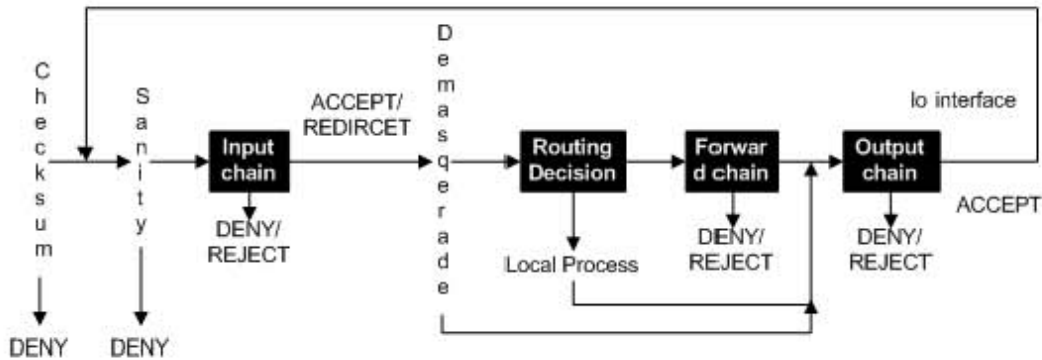 Checksum
DENY
Sanity
DENY
Input
chain
DENY/
REJECT
ACCEPT/
REDIRCET
Demasqerade
Routing
Decision
Local Process
Forwar
d chain
DENY/
REJECT
Output
chain
DENY/
REJECT
lo interface
ACCEPT